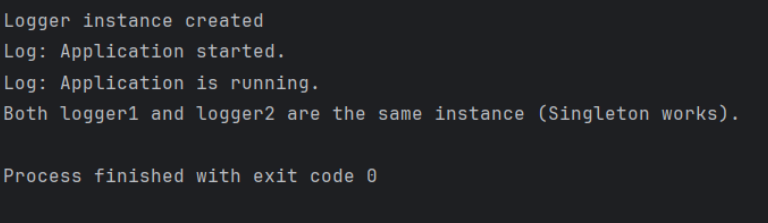 Logger instance created
Log: Application started.
Log: Application is running.
Both logger1 and logger2 are the same instance (Singleton works).
Process finished with exit code 0